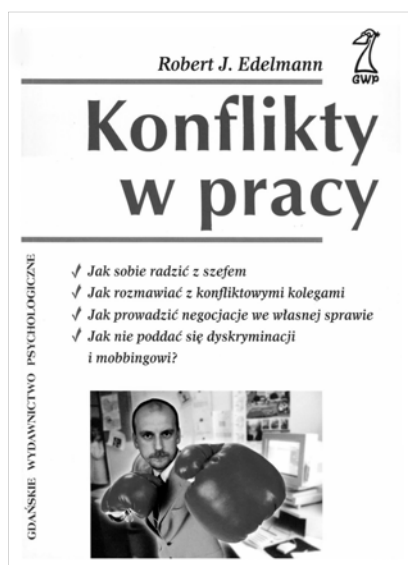 Robert J. Edelmann
GWP
Konflikty
w pracy
Jak sobie radzić z szefem
Jak rozmawiać z konfliktowymi kolegami
Jak prowadzić negocjacje we własnej sprawie
Jak nie poddać się dyskryminacji
i mobbingowi?
GDAŃSKIE WYDAWNICTWO PSYCHOLOGICZNE